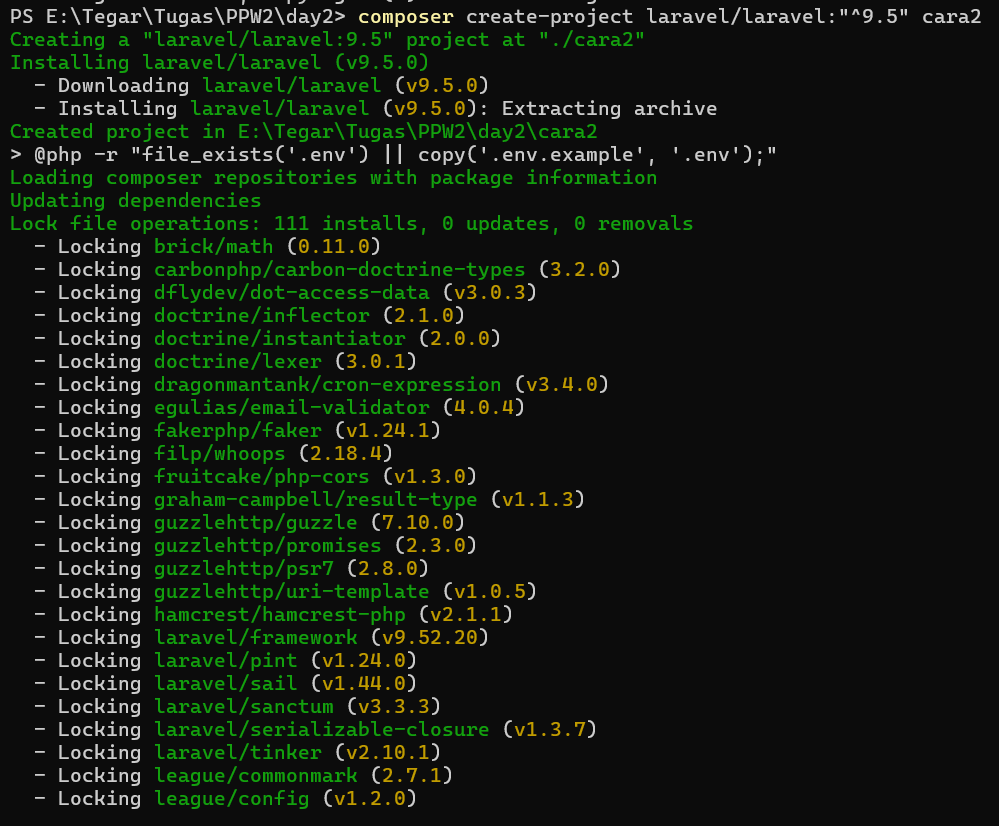 PS E:\Tegar\Tugas\PPW2\day2> composer create-project laravel/laravel:"^9.5" cara2
Creating a "laravel/laravel:9.5" project at "./cara2"
Installing laravel/laravel (v9.5.0)
  - Downloading laravel/laravel (v9.5.0)
  - Installing laravel/laravel (v9.5.0): Extracting archive
Created project in E:\Tegar\Tugas\PPW2\day2\cara2
> @php -r "file_exists('.env') || copy('.env.example', '.env');"
Loading composer repositories with package information
Updating dependencies
Lock file operations: 111 installs, 0 updates, 0 removals
  - Locking brick/math (0.11.0)
  - Locking carbonphp/carbon-doctrine-types (3.2.0)
  - Locking dflydev/dot-access-data (v3.0.3)
  - Locking doctrine/inflector (2.1.0)
  - Locking doctrine/instantiator (2.0.0)
  - Locking doctrine/lexer (3.0.1)
  - Locking dragonmantank/cron-expression (v3.4.0)
  - Locking egulias/email-validator (4.0.4)
  - Locking fakerphp/faker (v1.24.1)
  - Locking filp/whoops (2.18.4)
  - Locking fruitcake/php-cors (v1.3.0)
  - Locking graham-campbell/result-type (v1.1.3)
  - Locking guzzlehttp/guzzle (7.10.0)
  - Locking guzzlehttp/promises (2.3.0)
  - Locking guzzlehttp/psr7 (2.8.0)
  - Locking guzzlehttp/uri-template (v1.0.5)
  - Locking hamcrest/hamcrest-php (v2.1.1)
  - Locking laravel/framework (v9.52.20)
  - Locking laravel/pint (v1.24.0)
  - Locking laravel/sail (v1.44.0)
  - Locking laravel/sanctum (v3.3.3)
  - Locking laravel/serializable-closure (v1.3.7)
  - Locking laravel/tinker (v2.10.1)
  - Locking league/commonmark (2.7.1)
  - Locking league/config (v1.2.0)